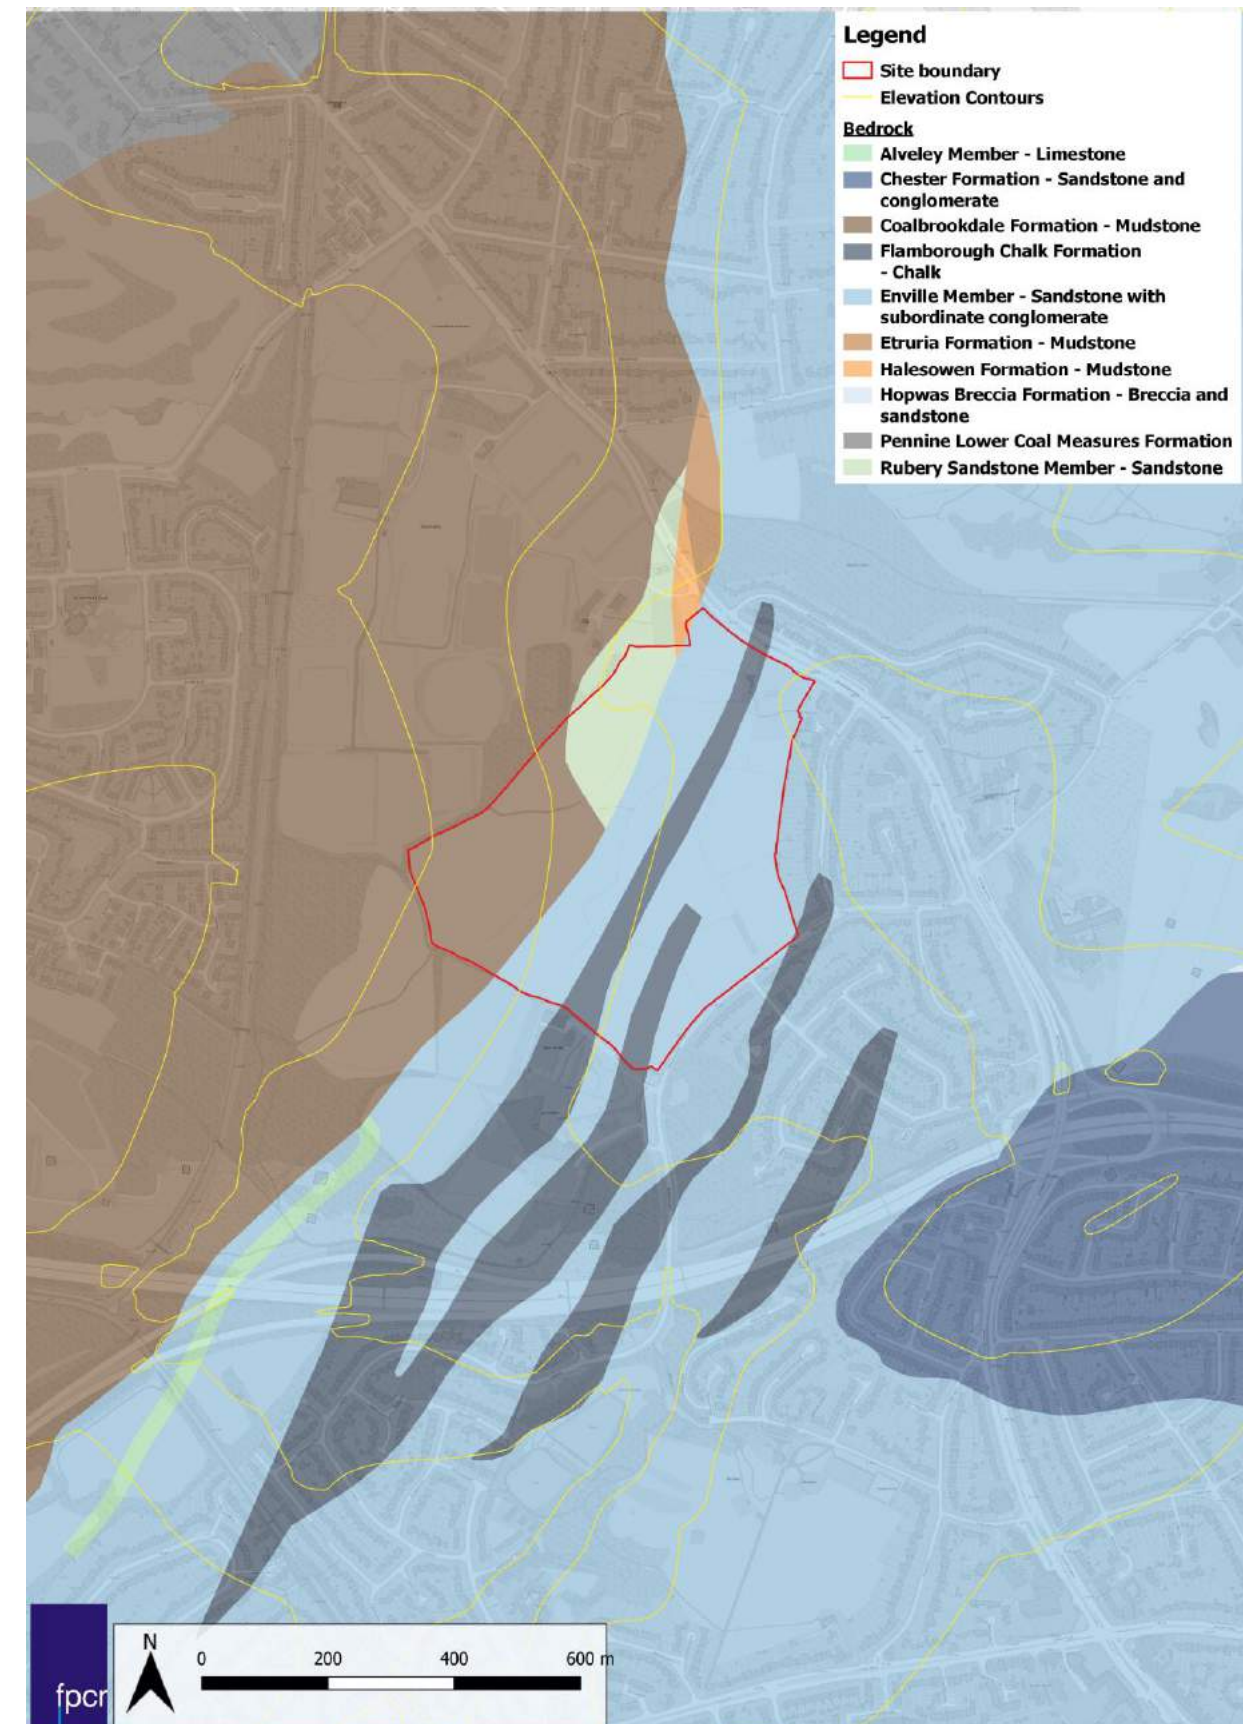 Legend
Site boundary
Elevation Contours
Bedrock
Alveley Member - Limestone
Chester Formation - Sandstone and
conglomerate
Coalbrookdale Formation - Mudstone
Flamborough Chalk Formation
- Chalk
Enville Member - Sandstone with
subordinate conglomerate
Etruria Formation - Mudstone
Halesowen Formation - Mudstone
Hopwas Breccia Formation - Breccia and
sandstone
Pennine Lower Coal Measures Formation
Rubery Sandstone Member - Sandstone
N
0 200 400 600 m
fpcr